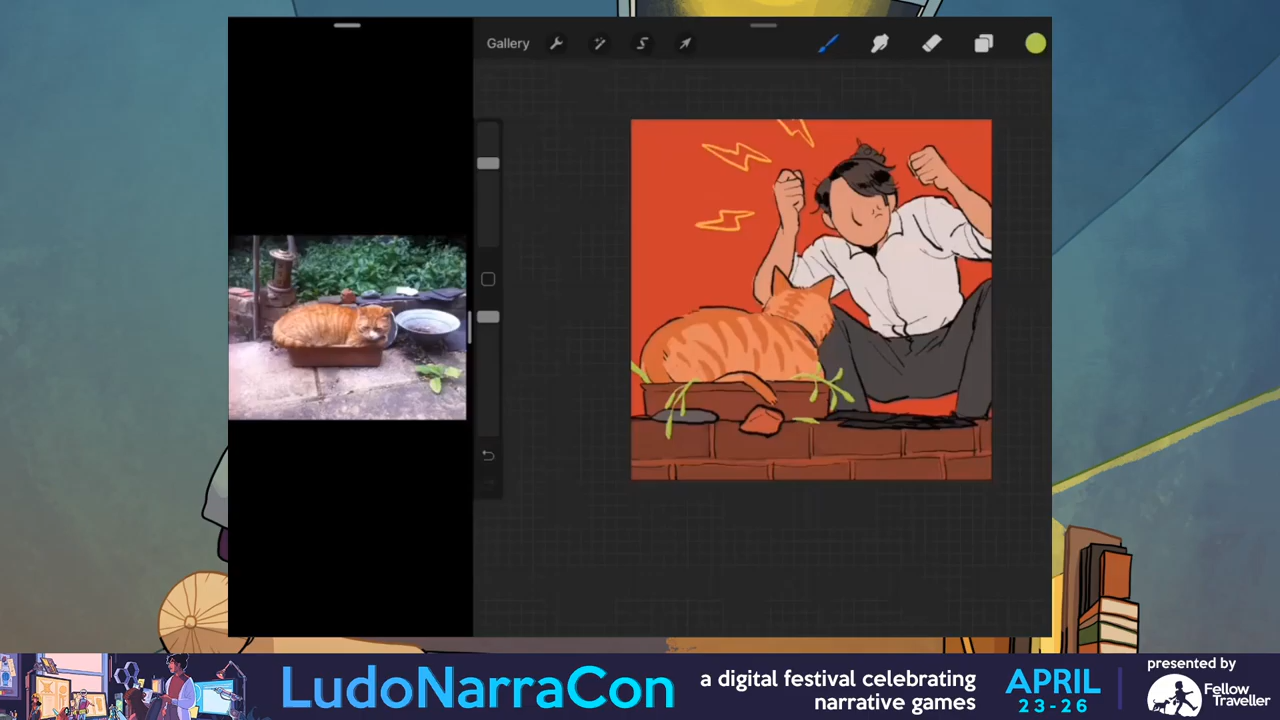 Gallery
LudoNarraCon
a digital festival celebrating
narrative games
APRIL
23-26
presented by
Fellow
Traveller